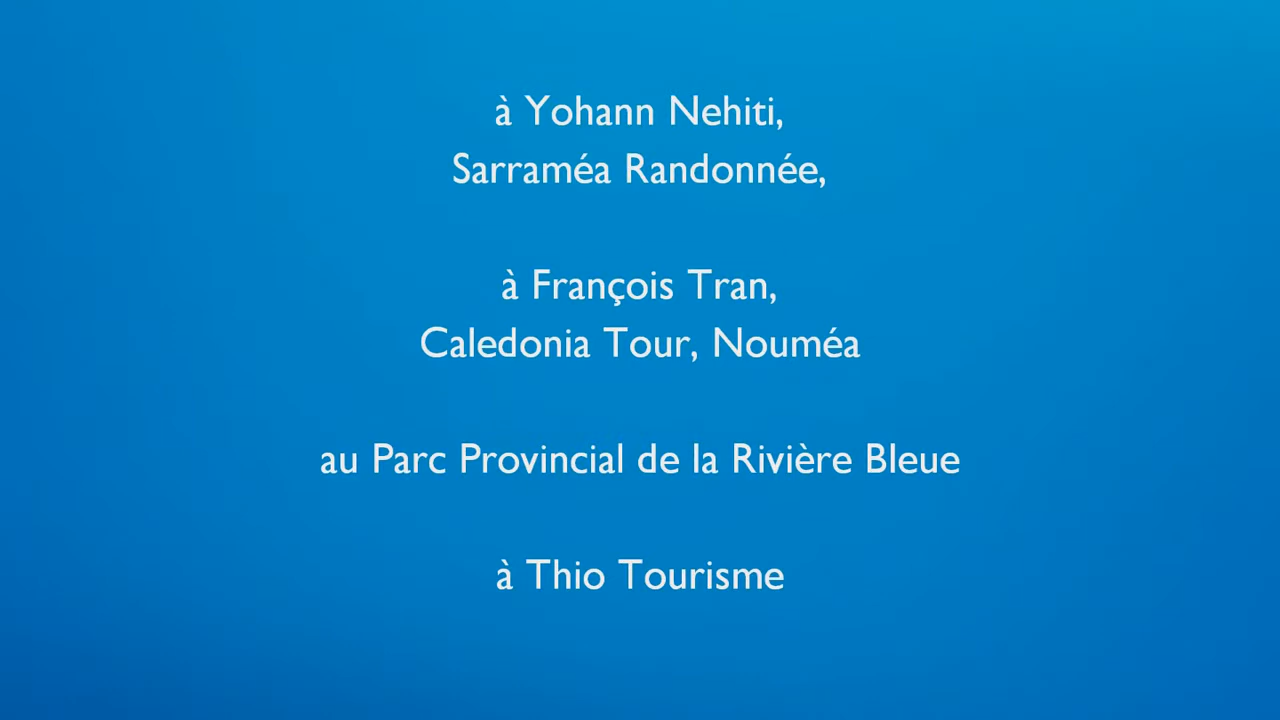 à Yohann Nehiti,
Sarraméa Randonnée,
à François Tran,
Caledonia Tour, Nouméa
au Parc Provincial de la Rivière Bleue
à Thio Tourisme